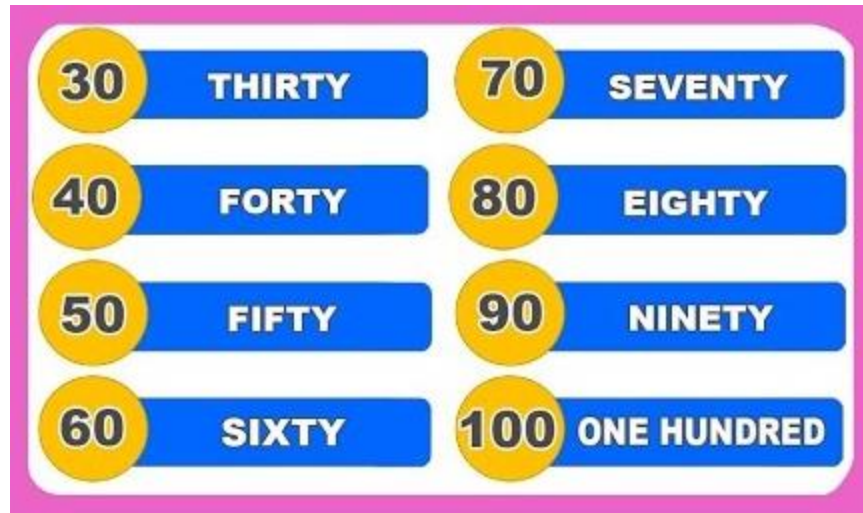 30 THIRTY
40 FORTY
50 FIFTY
60 SIXTY
70 SEVENTY
80 EIGHTY
90 NINETY
100 ONE HUNDRED